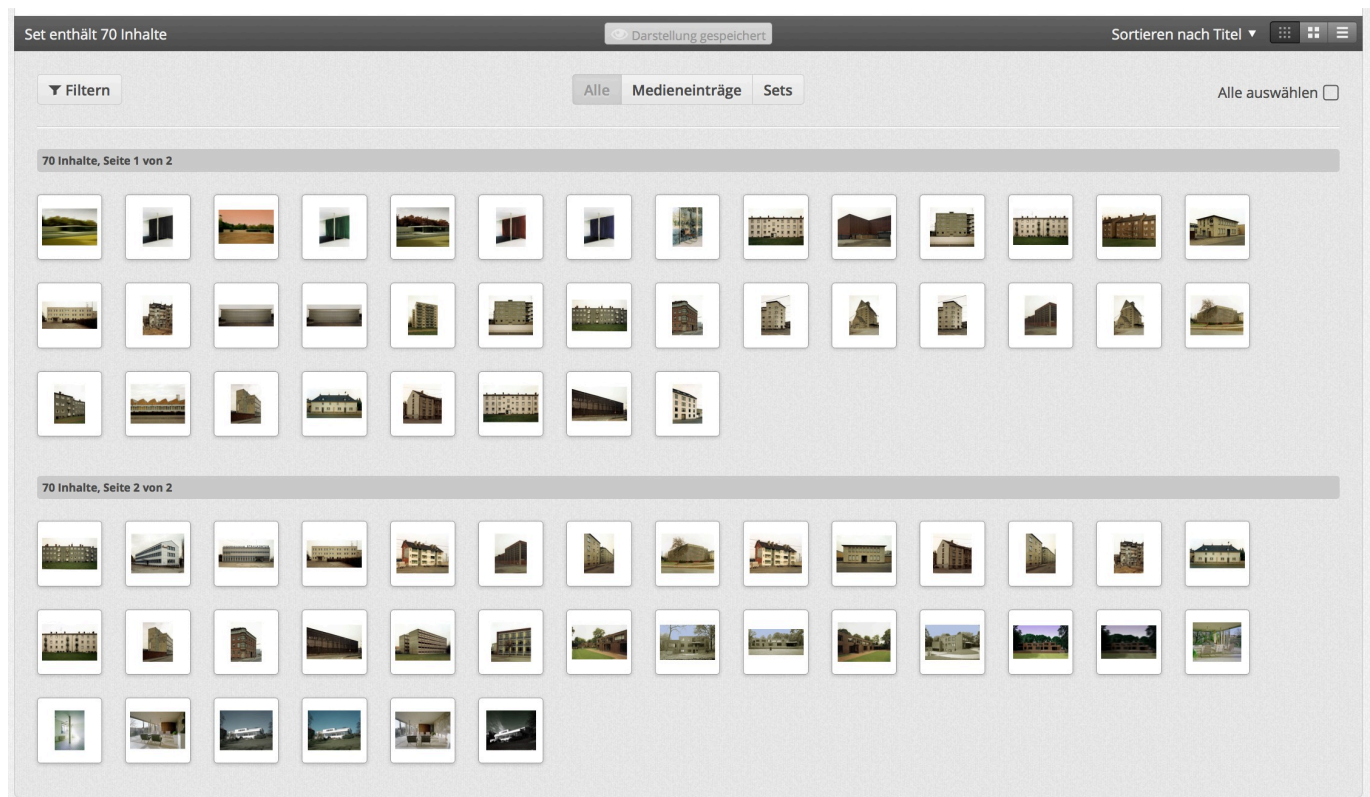 Set enthält 70 Inhalte
Darstellung gespeichert
Sortieren nach Titel ▼
Filtern
Alle Medieneinträge Sets
Alle auswählen
70 Inhalte, Seite 1 von 2
70 Inhalte, Seite 2 von 2